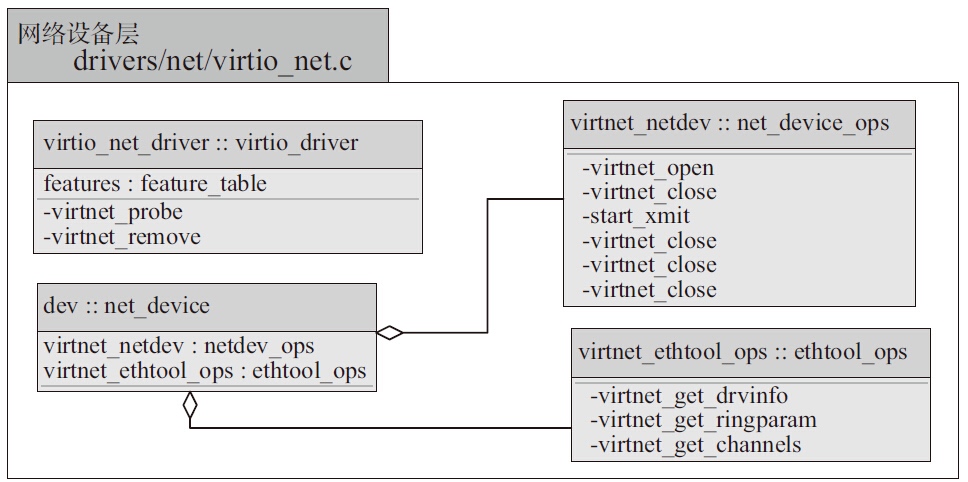 网络设备层
drivers/net/virtio_net.c
virtio_net_driver :: virtio_driver
features : feature_table
-virtnet_probe
-virtnet_remove
dev :: net_device
virtnet_netdev : netdev_ops
virtnet_ethtool_ops : ethtool_ops
virtnet_netdev :: net_device_ops
-virtnet_open
-virtnet_close
-start_xmit
-virtnet_close
-virtnet_close
-virtnet_close
virtnet_ethtool_ops :: ethtool_ops
-virtnet_get_drvinfo
-virtnet_get_ringparam
-virtnet_get_channels